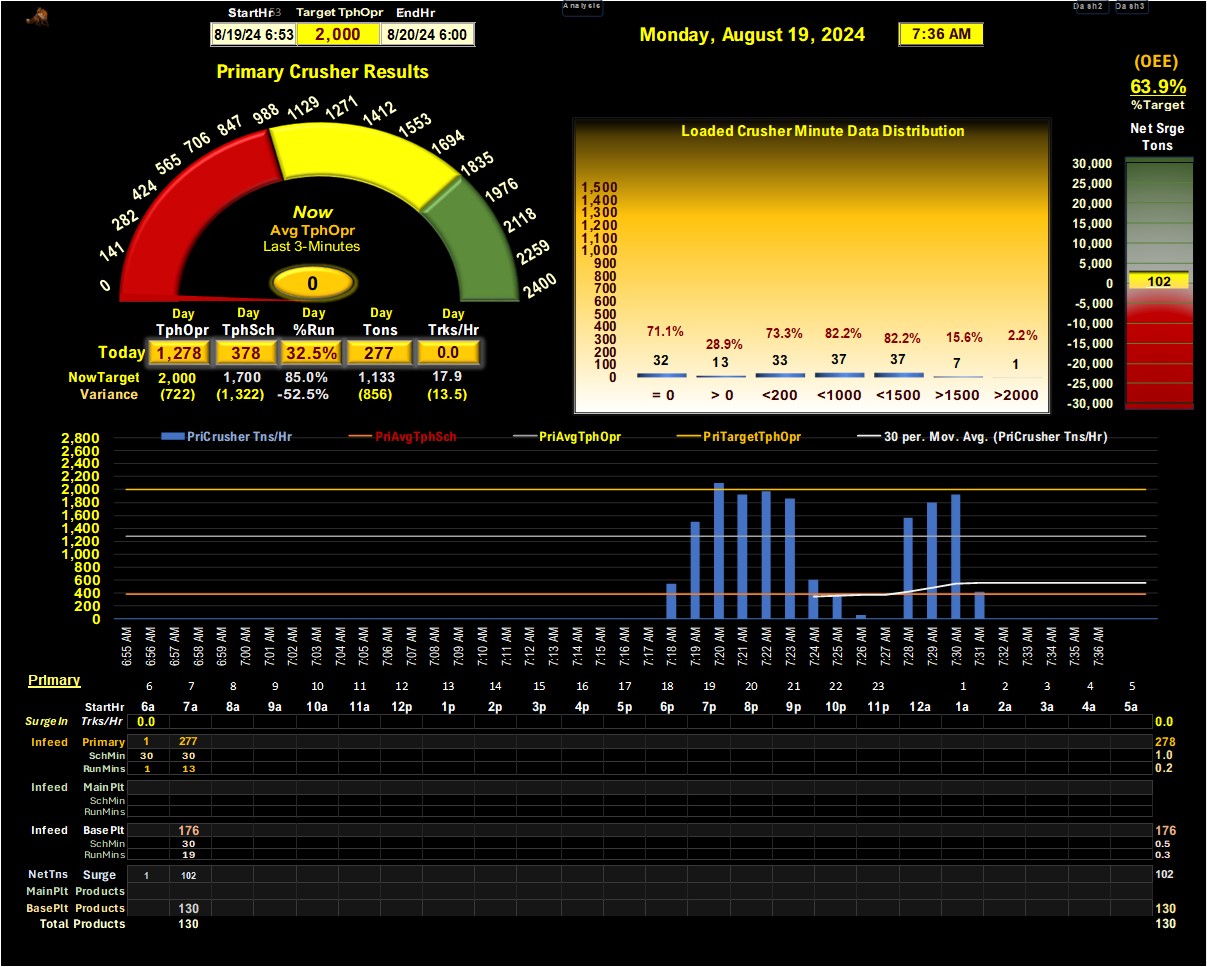 Analysis
Dash2 Dash3
StartHr Target TphOpr EndHr
8/19/24 6:53 2,000 8/20/24 6:00
Monday, August 19, 2024 7:36 AM
Primary Crusher Results
0 141 282 424 565 706 847 988 1129 1271 1412 1553 1694 1835 1976 2118 2259 2400
Now
Avg TphOpr
Last 3-Minutes
0
Day Day Day Day Day
TphOpr TphSch %Run Tons Trks/Hr
Today 1,278 378 32.5% 277 0.0
NowTarget 2,000 1,700 85.0% 1,133 17.9
Variance (722) (1,322) -52.5% (856) (13.5)
Loaded Crusher Minute Data Distribution
1,500
1,400
1,300
1,200
1,100
1,000
900
800
700
600
500
400
300
200
100
0
71.1% 28.9% 73.3% 82.2% 82.2% 15.6% 2.2%
32 13 33 37 37 7 1
= 0 > 0 <200 <1000 <1500 >1500 >2000
(OEE)
63.9%
%Target
Net Srge
Tons
30,000
25,000
20,000
15,000
10,000
5,000
0
-5,000
-10,000
-15,000
-20,000
-25,000
-30,000
102
PriCrusher Tns/Hr PriAvgTphSch PriAvgTphOpr PriTargetTphOpr 30 per. Mov. Avg. (PriCrusher Tns/Hr)
2,800
2,600
2,400
2,200
2,000
1,800
1,600
1,400
1,200
1,000
800
600
400
200
0
6:55 AM 6:56 AM 6:57 AM 6:58 AM 6:59 AM 7:00 AM 7:01 AM 7:02 AM 7:03 AM 7:04 AM 7:05 AM 7:06 AM 7:07 AM 7:08 AM 7:09 AM 7:10 AM 7:11 AM 7:12 AM 7:13 AM 7:14 AM 7:15 AM 7:16 AM 7:17 AM 7:18 AM 7:19 AM 7:20 AM 7:21 AM 7:22 AM 7:23 AM 7:24 AM 7:25 AM 7:26 AM 7:27 AM 7:28 AM 7:29 AM 7:30 AM 7:31 AM 7:32 AM 7:33 AM 7:34 AM 7:35 AM 7:36 AM
Primary
6 7 8 9 10 11 12 13 14 15 16 17 18 19 20 21 22 23 1 2 3 4 5
StartHr 6a 7a 8a 9a 10a 11a 12p 1p 2p 3p 4p 5p 6p 7p 8p 9p 10p 11p 12a 1a 2a 3a 4a 5a
SurgeIn Trks/Hr 0.0 0.0
Infeed Primary 1 277 278
SchMin 30 30 1.0
RunMins 1 13 0.2
Infeed MainPlt
SchMin
RunMins
Infeed BasePlt 176 176
SchMin 30 0.5
RunMins 19 0.3
NetTns Surge 1 102 102
MainPlt Products
BasePlt Products 130 130
Total Products 130 130